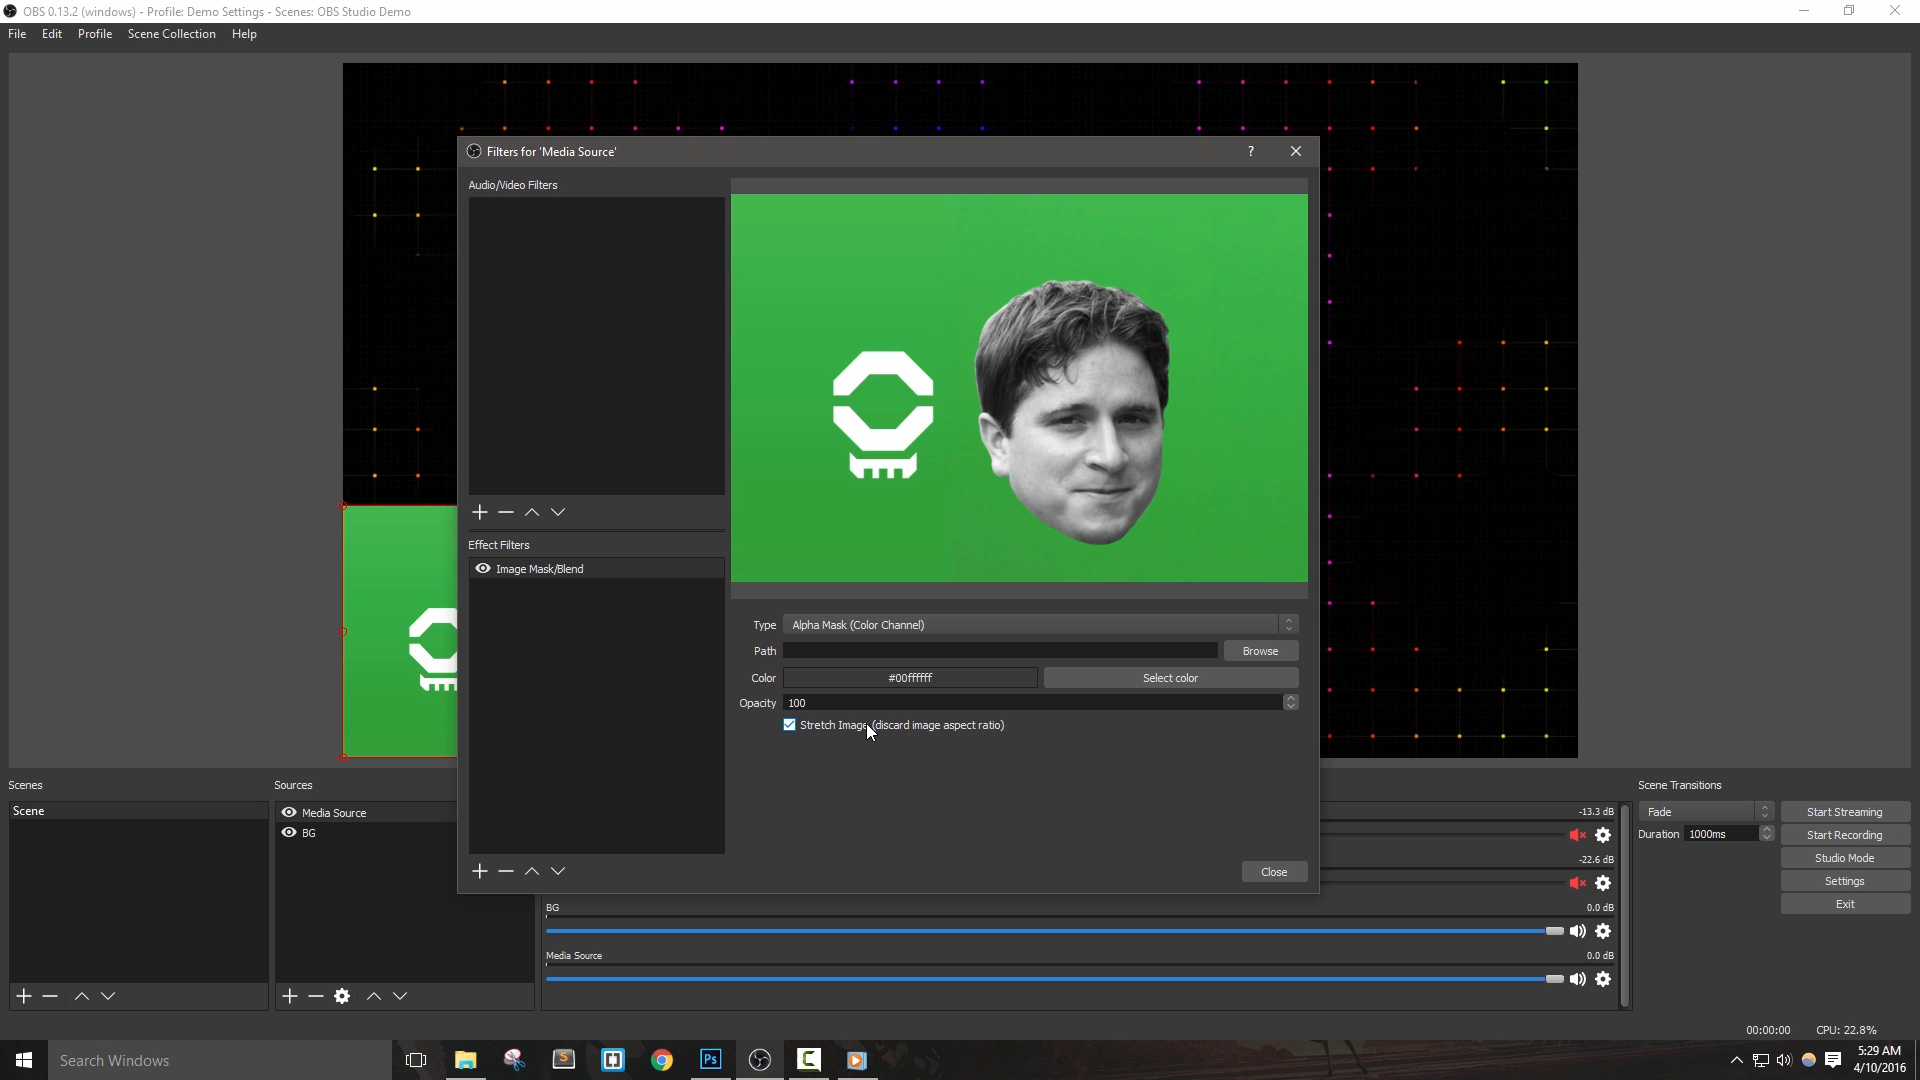 OBS 0.13.2 (windows) - Profile: Demo Settings - Scenes: OBS Studio Demo
File Edit Profile Scene Collection Help
Filters for 'Media Source'
?
Audio/Video Filters
Effect Filters
Image Mask/Blend
Type Alpha Mask (Color Channel)
Path Browse
Color #00ffffff Select color
Opacity 100
Stretch Image (discard image aspect ratio)
Close
Scenes
Scene
Sources
Media Source
BG
-13.3 dB
-22.6 dB
BG 0.0 dB
Media Source 0.0 dB
Scene Transitions
Fade
Duration 1000ms
Start Streaming
Start Recording
Studio Mode
Settings
Exit
00:00:00 CPU: 22.8%
Search Windows
S
Ps
C
5:29 AM
4/10/2016